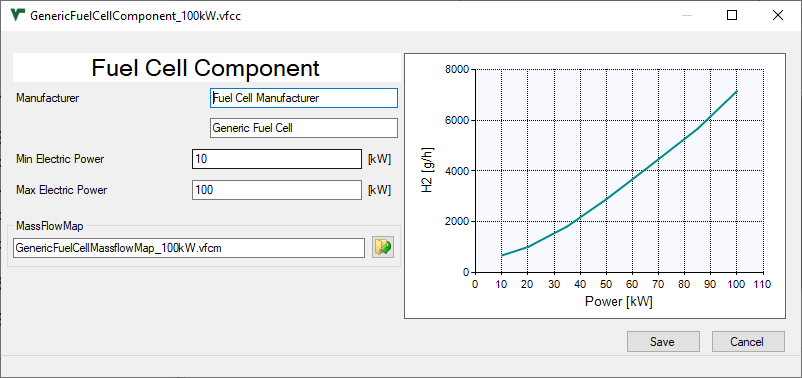 GenericFuelCellComponent_100kW.vfcc
Fuel Cell Component
Manufacturer
Fuel Cell Manufacturer
Generic Fuel Cell
Min Electric Power
10
[kW]
Max Electric Power
100
[kW]
MassFlowMap
GenericFuelCellMassflowMap_100kW.vfcm
H2 [g/h]
8000
6000
4000
2000
0
0 10 20 30 40 50 60 70 80 90 100 110
Power [kW]
Save
Cancel